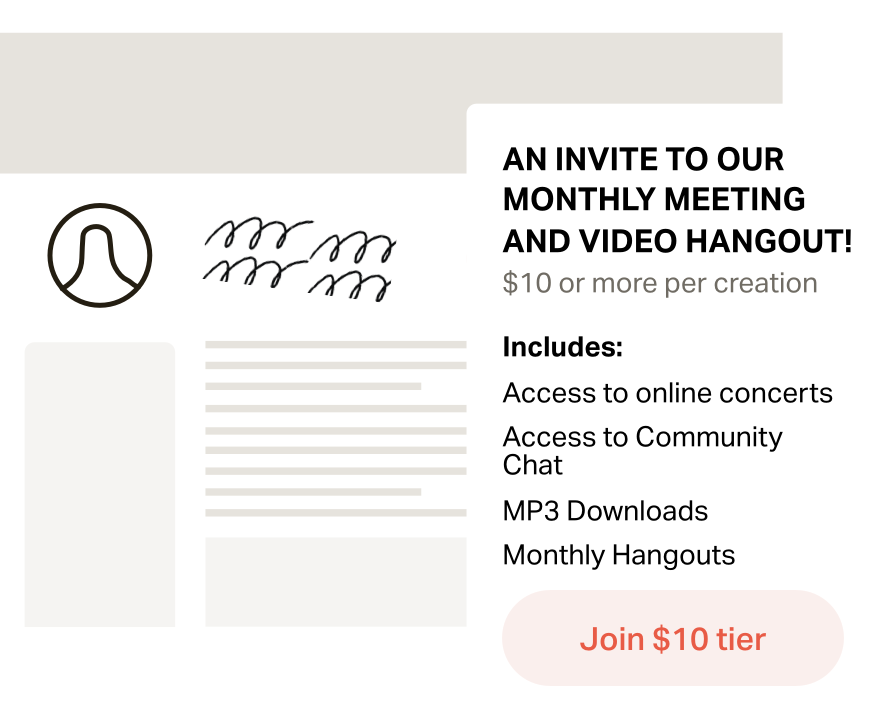 AN INVITE TO OUR
MONTHLY MEETING
AND VIDEO HANGOUT!
$10 or more per creation
Includes:
Access to online concerts
Access to Community
Chat
MP3 Downloads
Monthly Hangouts
Join $10 tier